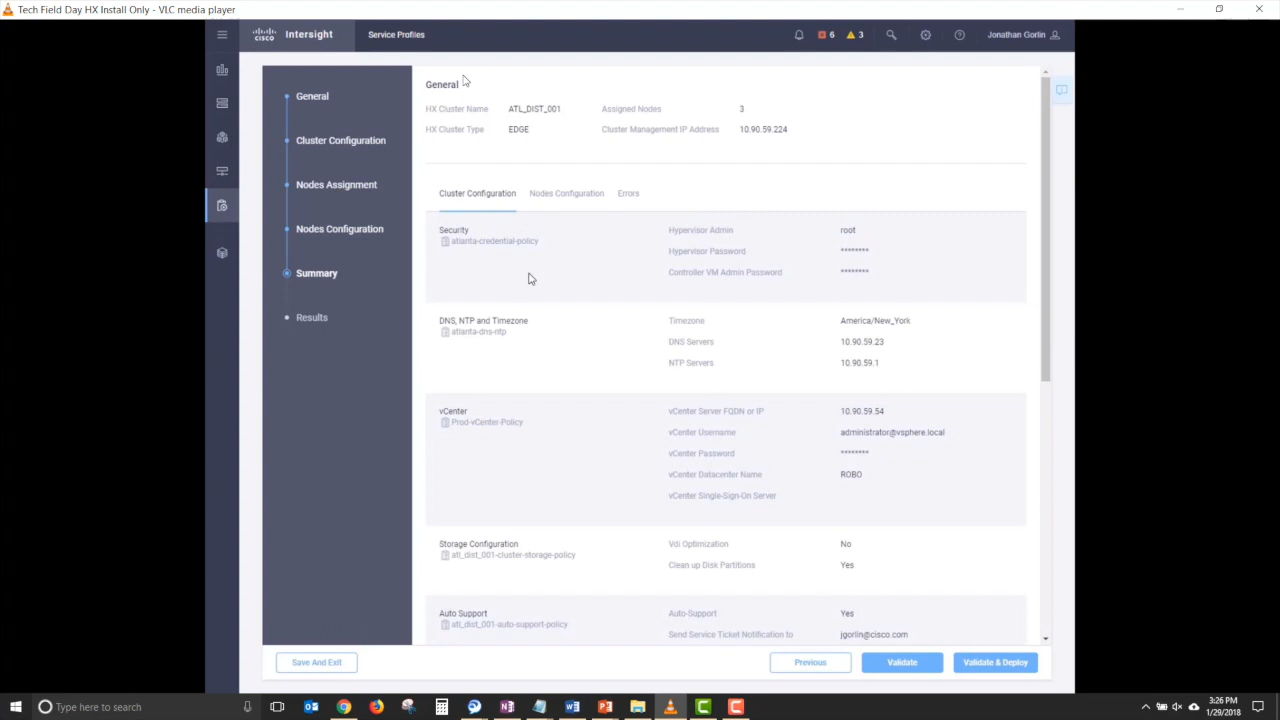 Tech Field Day HX Install Only - VLC media player
CISCO Intersight Service Profiles 6 3 Jonathan Gorlin
General
Cluster Configuration
Nodes Assignment
Nodes Configuration
Summary
Results
General
HX Cluster Name ATL_DIST_001 Assigned Nodes 3
HX Cluster Type EDGE Cluster Management IP Address 10.90.59.224
Cluster Configuration Nodes Configuration Errors
Security Hypervisor Admin root
atlanta-credential-policy
Hypervisor Password ********
Controller VM Admin Password ********
DNS, NTP and Timezone Timezone America/New_York
atlanta-dns-ntp
DNS Servers 10.90.59.23
NTP Servers 10.90.59.1
vCenter vCenter Server FQDN or IP 10.90.59.54
Prod-vCenter-Policy
vCenter Username administrator@vsphere.local
vCenter Password ********
vCenter Datacenter Name ROBO
vCenter Single-Sign-On Server
Storage Configuration Vdi Optimization No
atl_dist_001-cluster-storage-policy
Clean up Disk Partitions Yes
Auto Support Auto-Support Yes
atl_dist_001-auto-support-policy
Send Service Ticket Notification to jgorlin@cisco.com
Save And Exit Previous Validate Validate & Deploy
Type here to search
3:26 PM
1/29/2018